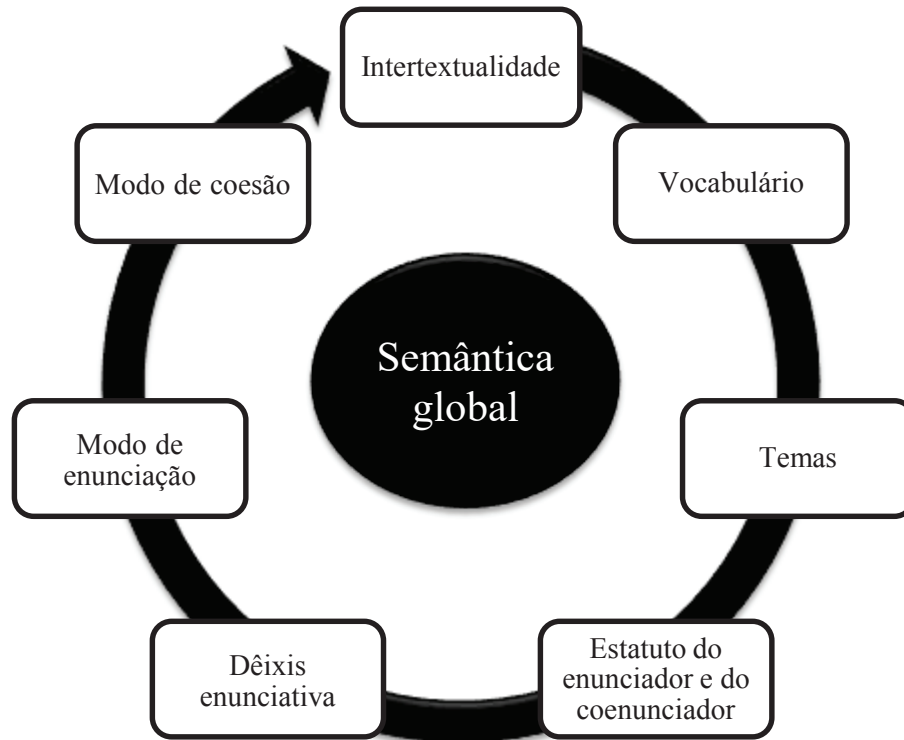 Intertextualidade
Vocabulário
Temas
Estatuto do
enunciador e do
coenunciador
Dêixis
enunciativa
Modo de
enunciação
Modo de coesão
Semântica
global